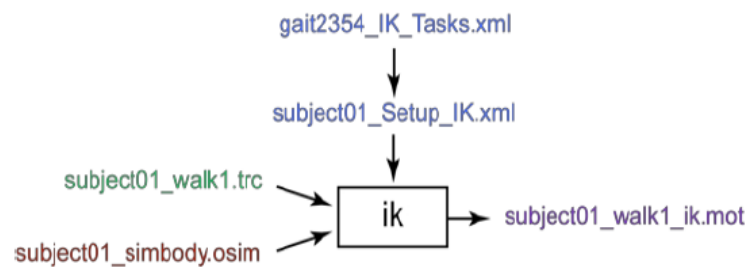 gait2354_IK_Tasks.xml
subject01_Setup_IK.xml
subject01_walk1.trc
ik
subject01_walk1_ik.mot
subject01_simbody.osim